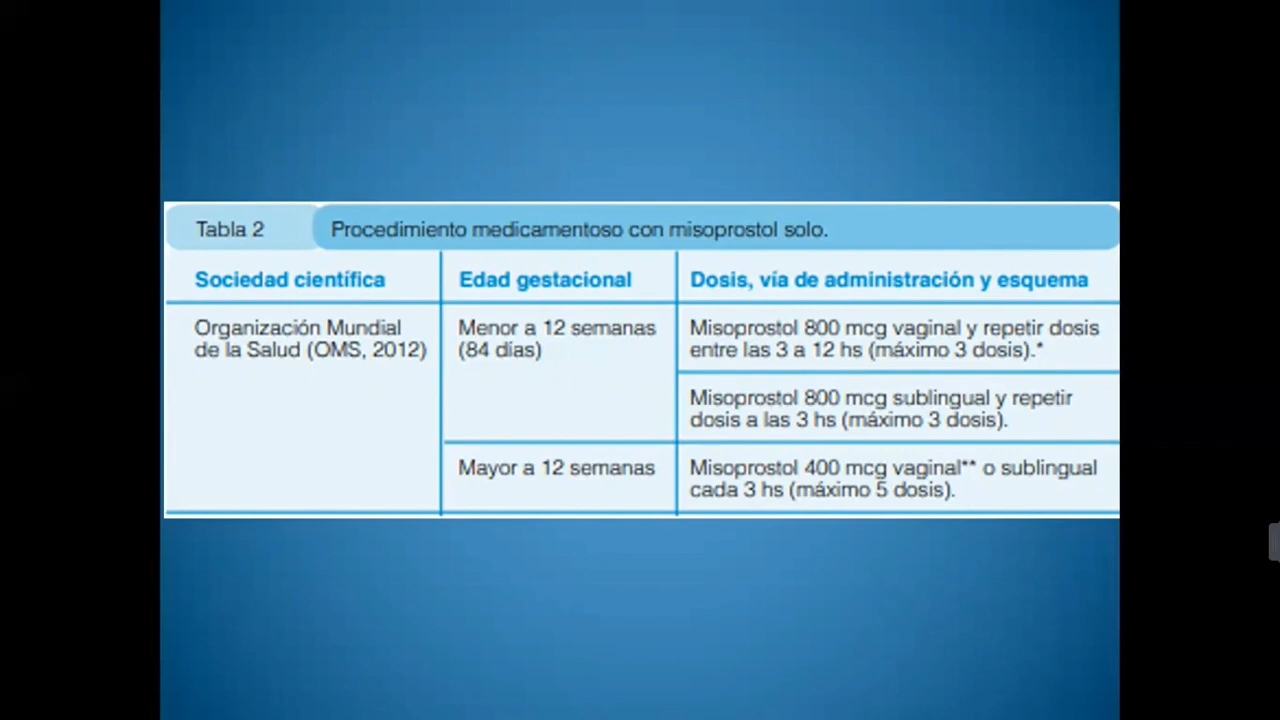 Tabla 2
Procedimiento medicamentoso con misoprostol solo.
Sociedad científica
Edad gestacional
Dosis, vía de administración y esquema
Organización Mundial
de la Salud (OMS, 2012)
Menor a 12 semanas
(84 días)
Misoprostol 800 mcg vaginal y repetir dosis
entre las 3 a 12 hs (máximo 3 dosis).*
Misoprostol 800 mcg sublingual y repetir
dosis a las 3 hs (máximo 3 dosis).
Mayor a 12 semanas
Misoprostol 400 mcg vaginal** o sublingual
cada 3 hs (máximo 5 dosis).